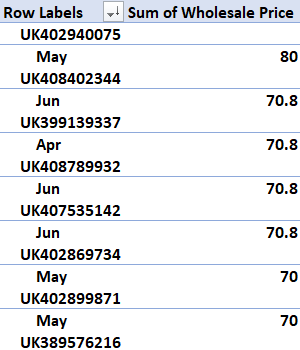 Row Labels Sum of Wholesale Price
UK402940075
May 80
UK408402344
Jun 70.8
UK399139337
Apr 70.8
UK408789932
Jun 70.8
UK407535142
Jun 70.8
UK402869734
May 70
UK402899871
May 70
UK389576216